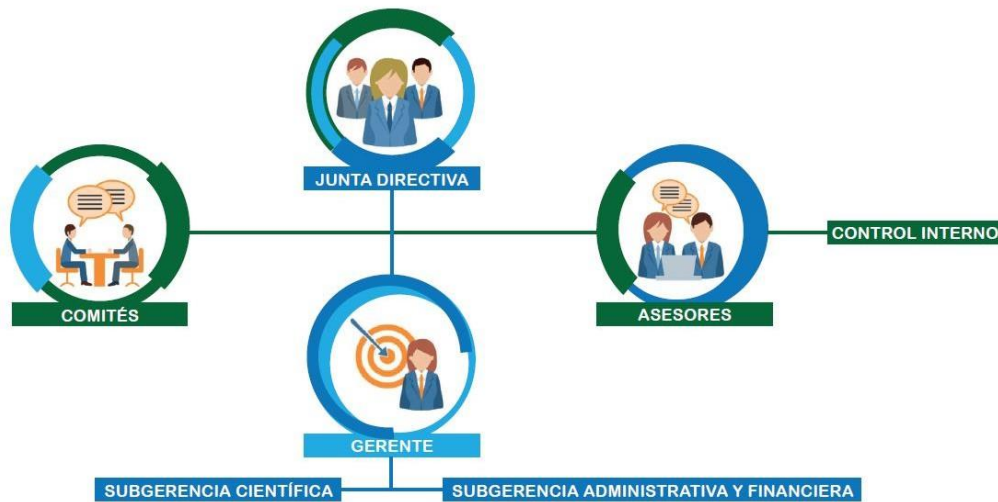 JUNTA DIRECTIVA
COMITÉS
ASESORES
CONTROL INTERNO
GERENTE
SUBGERENCIA CIENTÍFICA
SUBGERENCIA ADMINISTRATIVA Y FINANCIERA